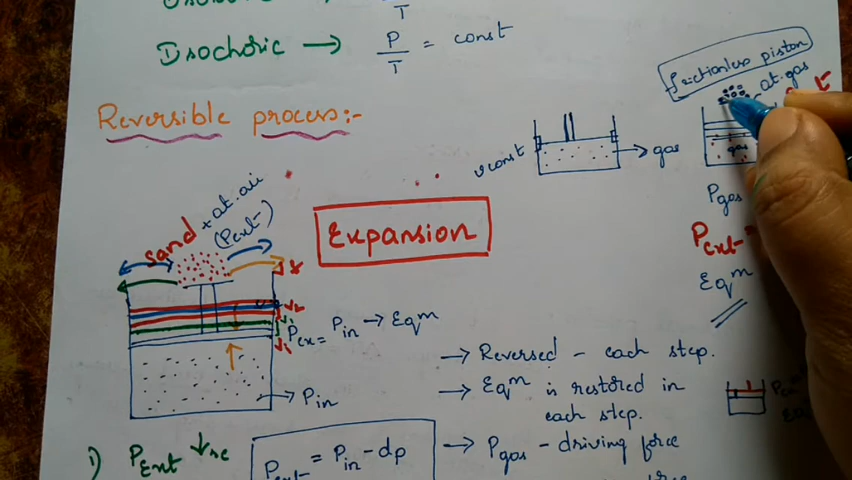 T
Isochoric → P/T = const
Reversible process:-
frictionless piston
at. gas
v const
gas
gas
Pgas
Pext-
Eqm
sand + at. air
(Pext-)
Expansion
Pex = Pin → Eqm
Pin
→ Reversed - each step.
→ Eqm is restored in
each step.
1) PExt ↓se
Pext- = Pin - dp
→ Pgas - driving force